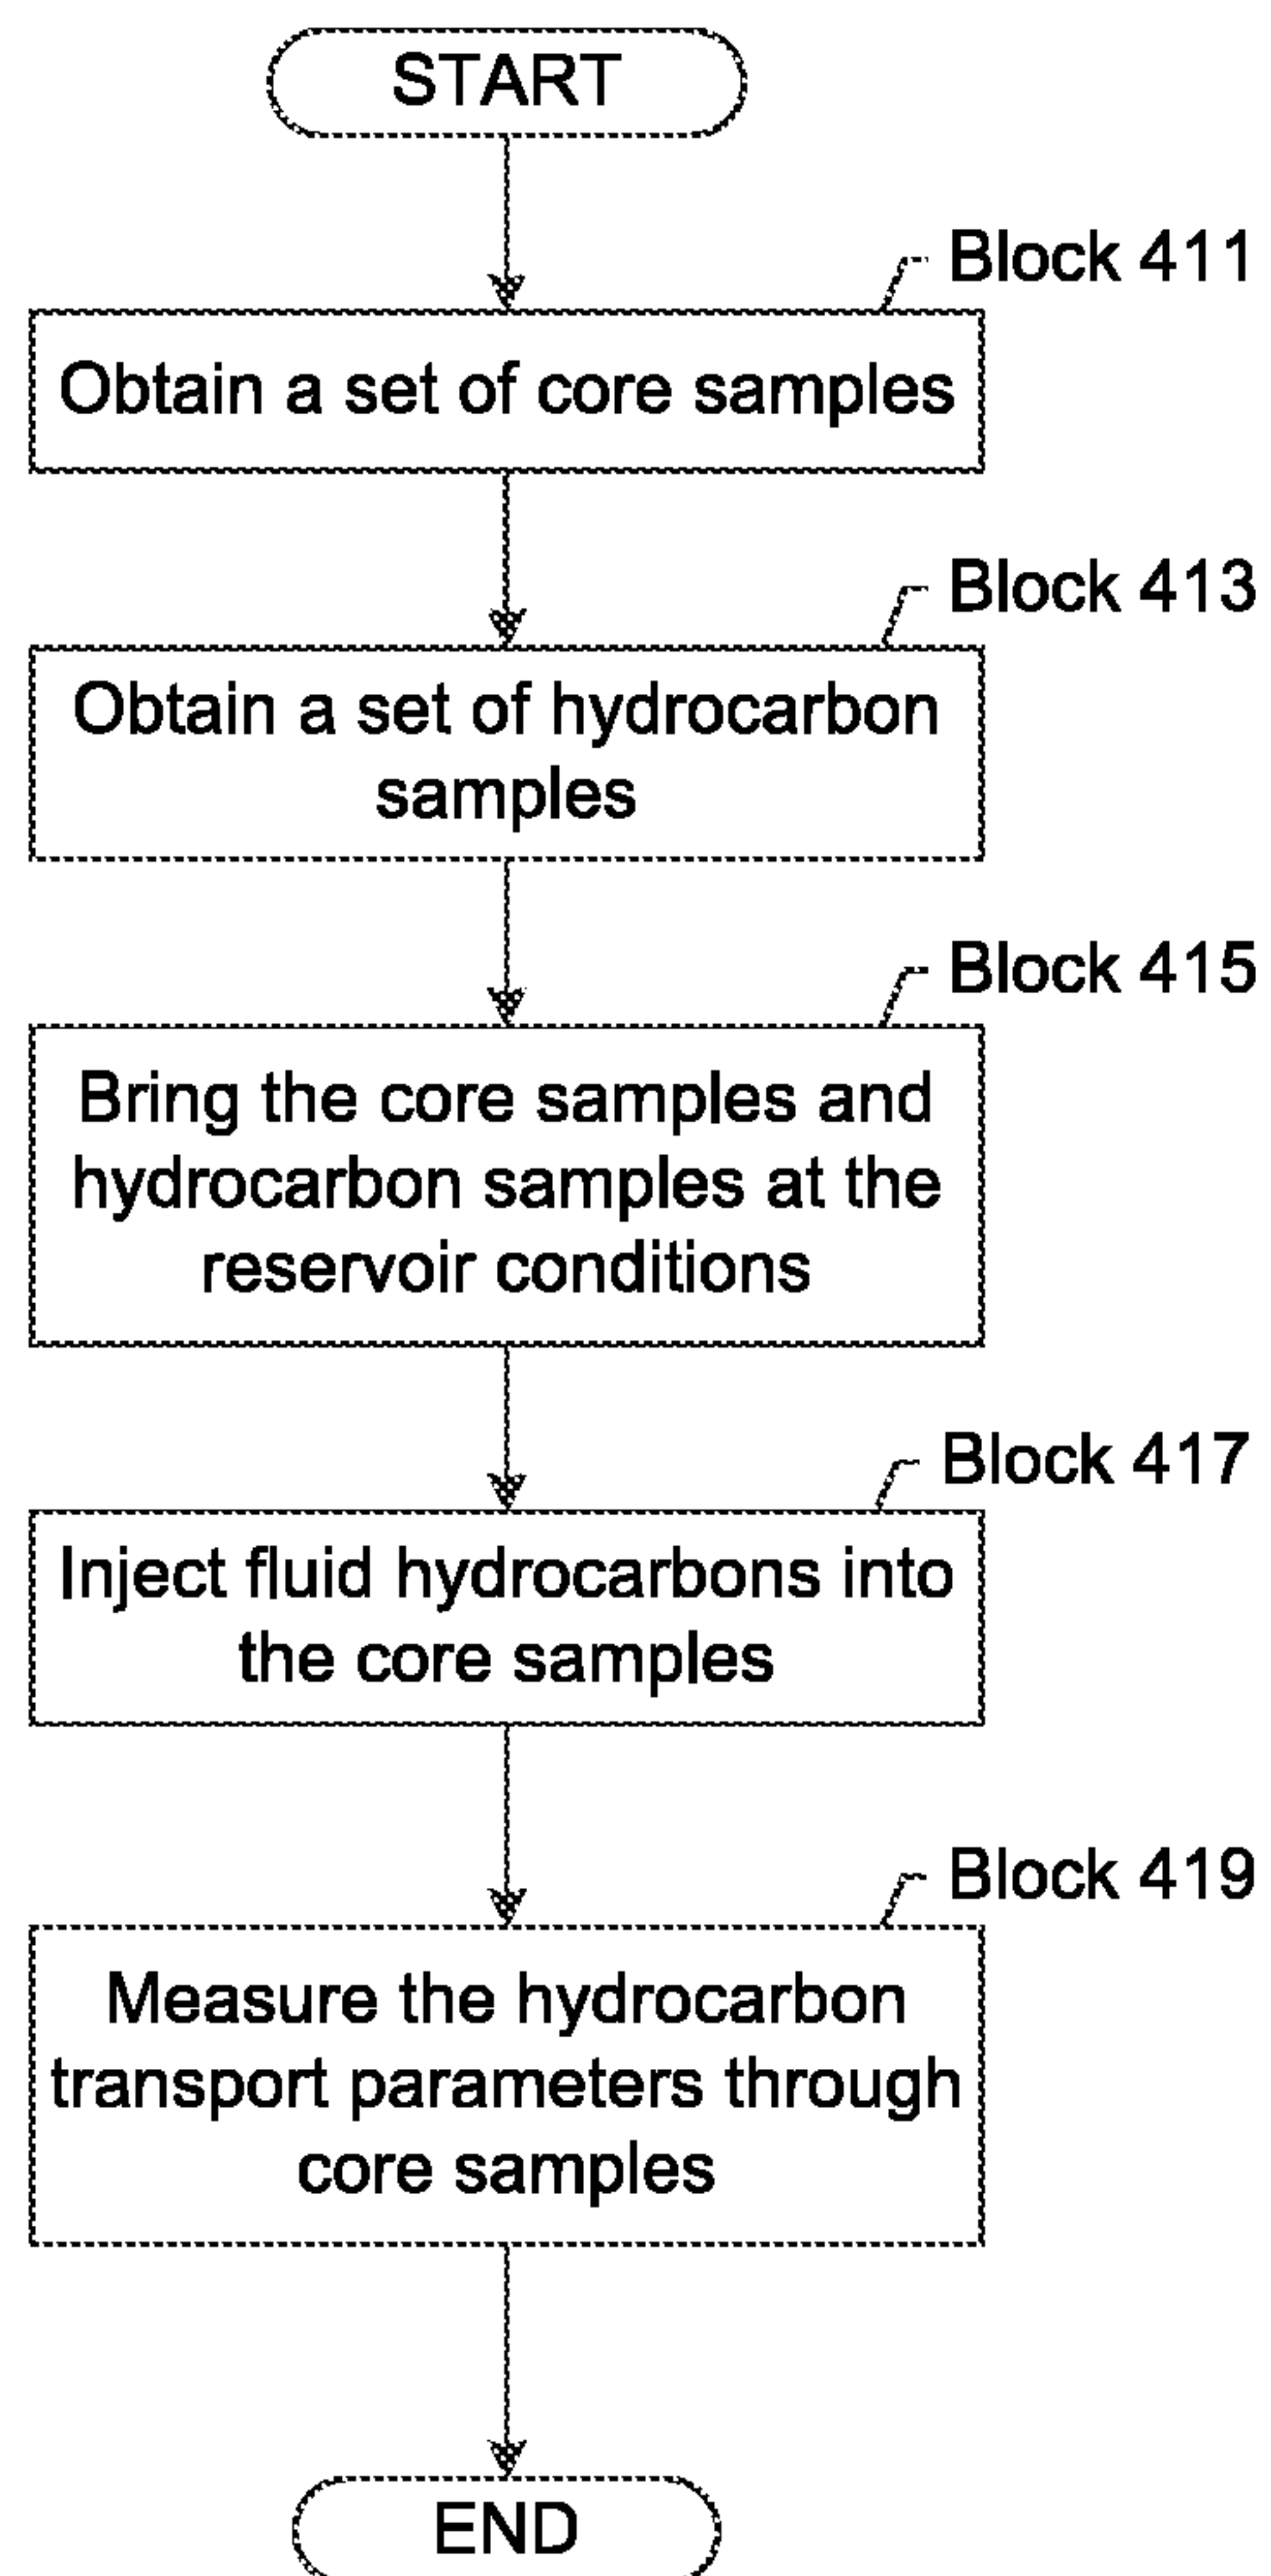 START
Block 411
Obtain a set of core samples
Block 413
Obtain a set of hydrocarbon
samples
Block 415
Bring the core samples and
hydrocarbon samples at the
reservoir conditions
Block 417
Inject fluid hydrocarbons into
the core samples
Block 419
Measure the hydrocarbon
transport parameters through
core samples
END